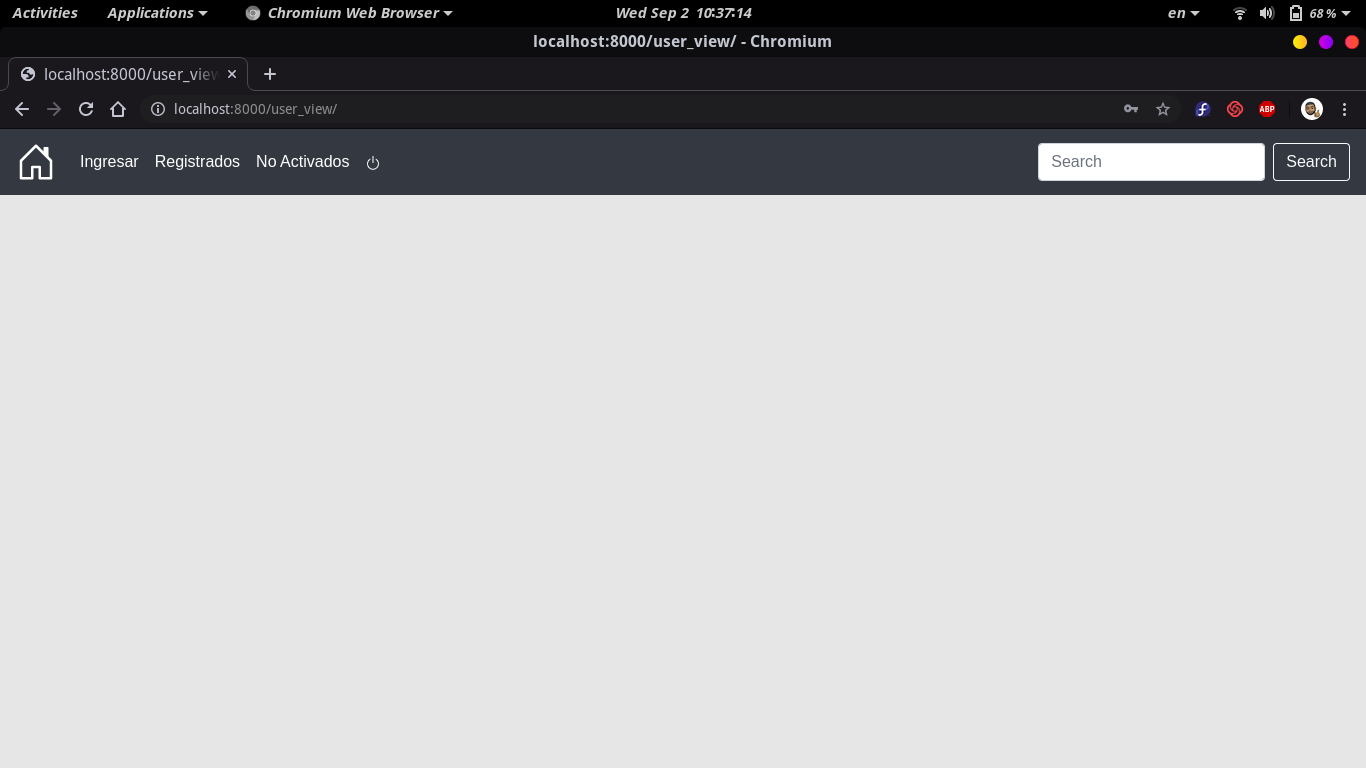 Activities Applications Chromium Web Browser Wed Sep 2 10:37:14 en 68 %
localhost:8000/user_view/ - Chromium
localhost:8000/user_view
localhost:8000/user_view/ ABP
Ingresar Registrados No Activados Search Search